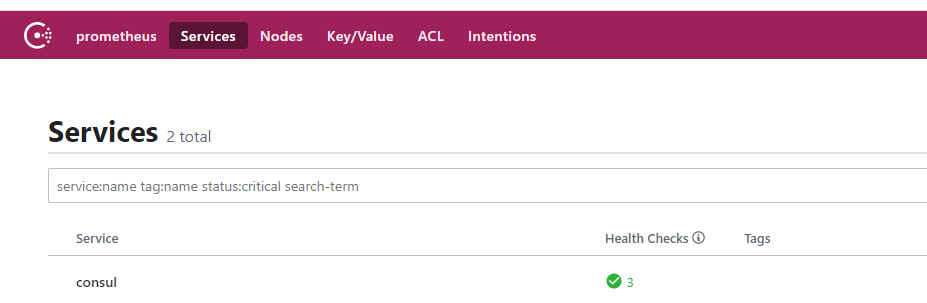 prometheus Services Nodes Key/Value ACL Intentions
Services 2 total
service:name tag:name status:critical search-term
Service Health Checks Tags
consul 3